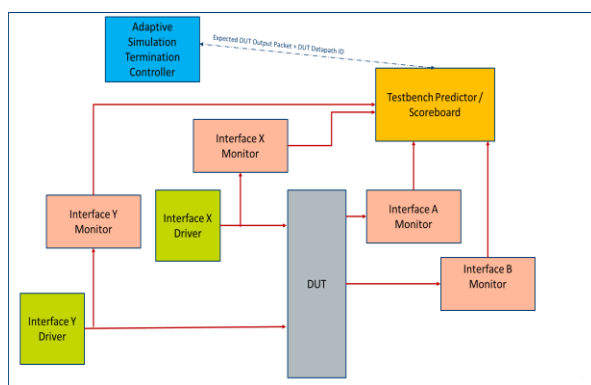 Adaptive
Simulation
Termination
Controller
Expected DUT Output Packet + DUT Datapath ID
Testbench Predictor /
Scoreboard
Interface X
Monitor
Interface Y
Monitor
Interface X
Driver
Interface A
Monitor
DUT
Interface B
Monitor
Interface Y
Driver